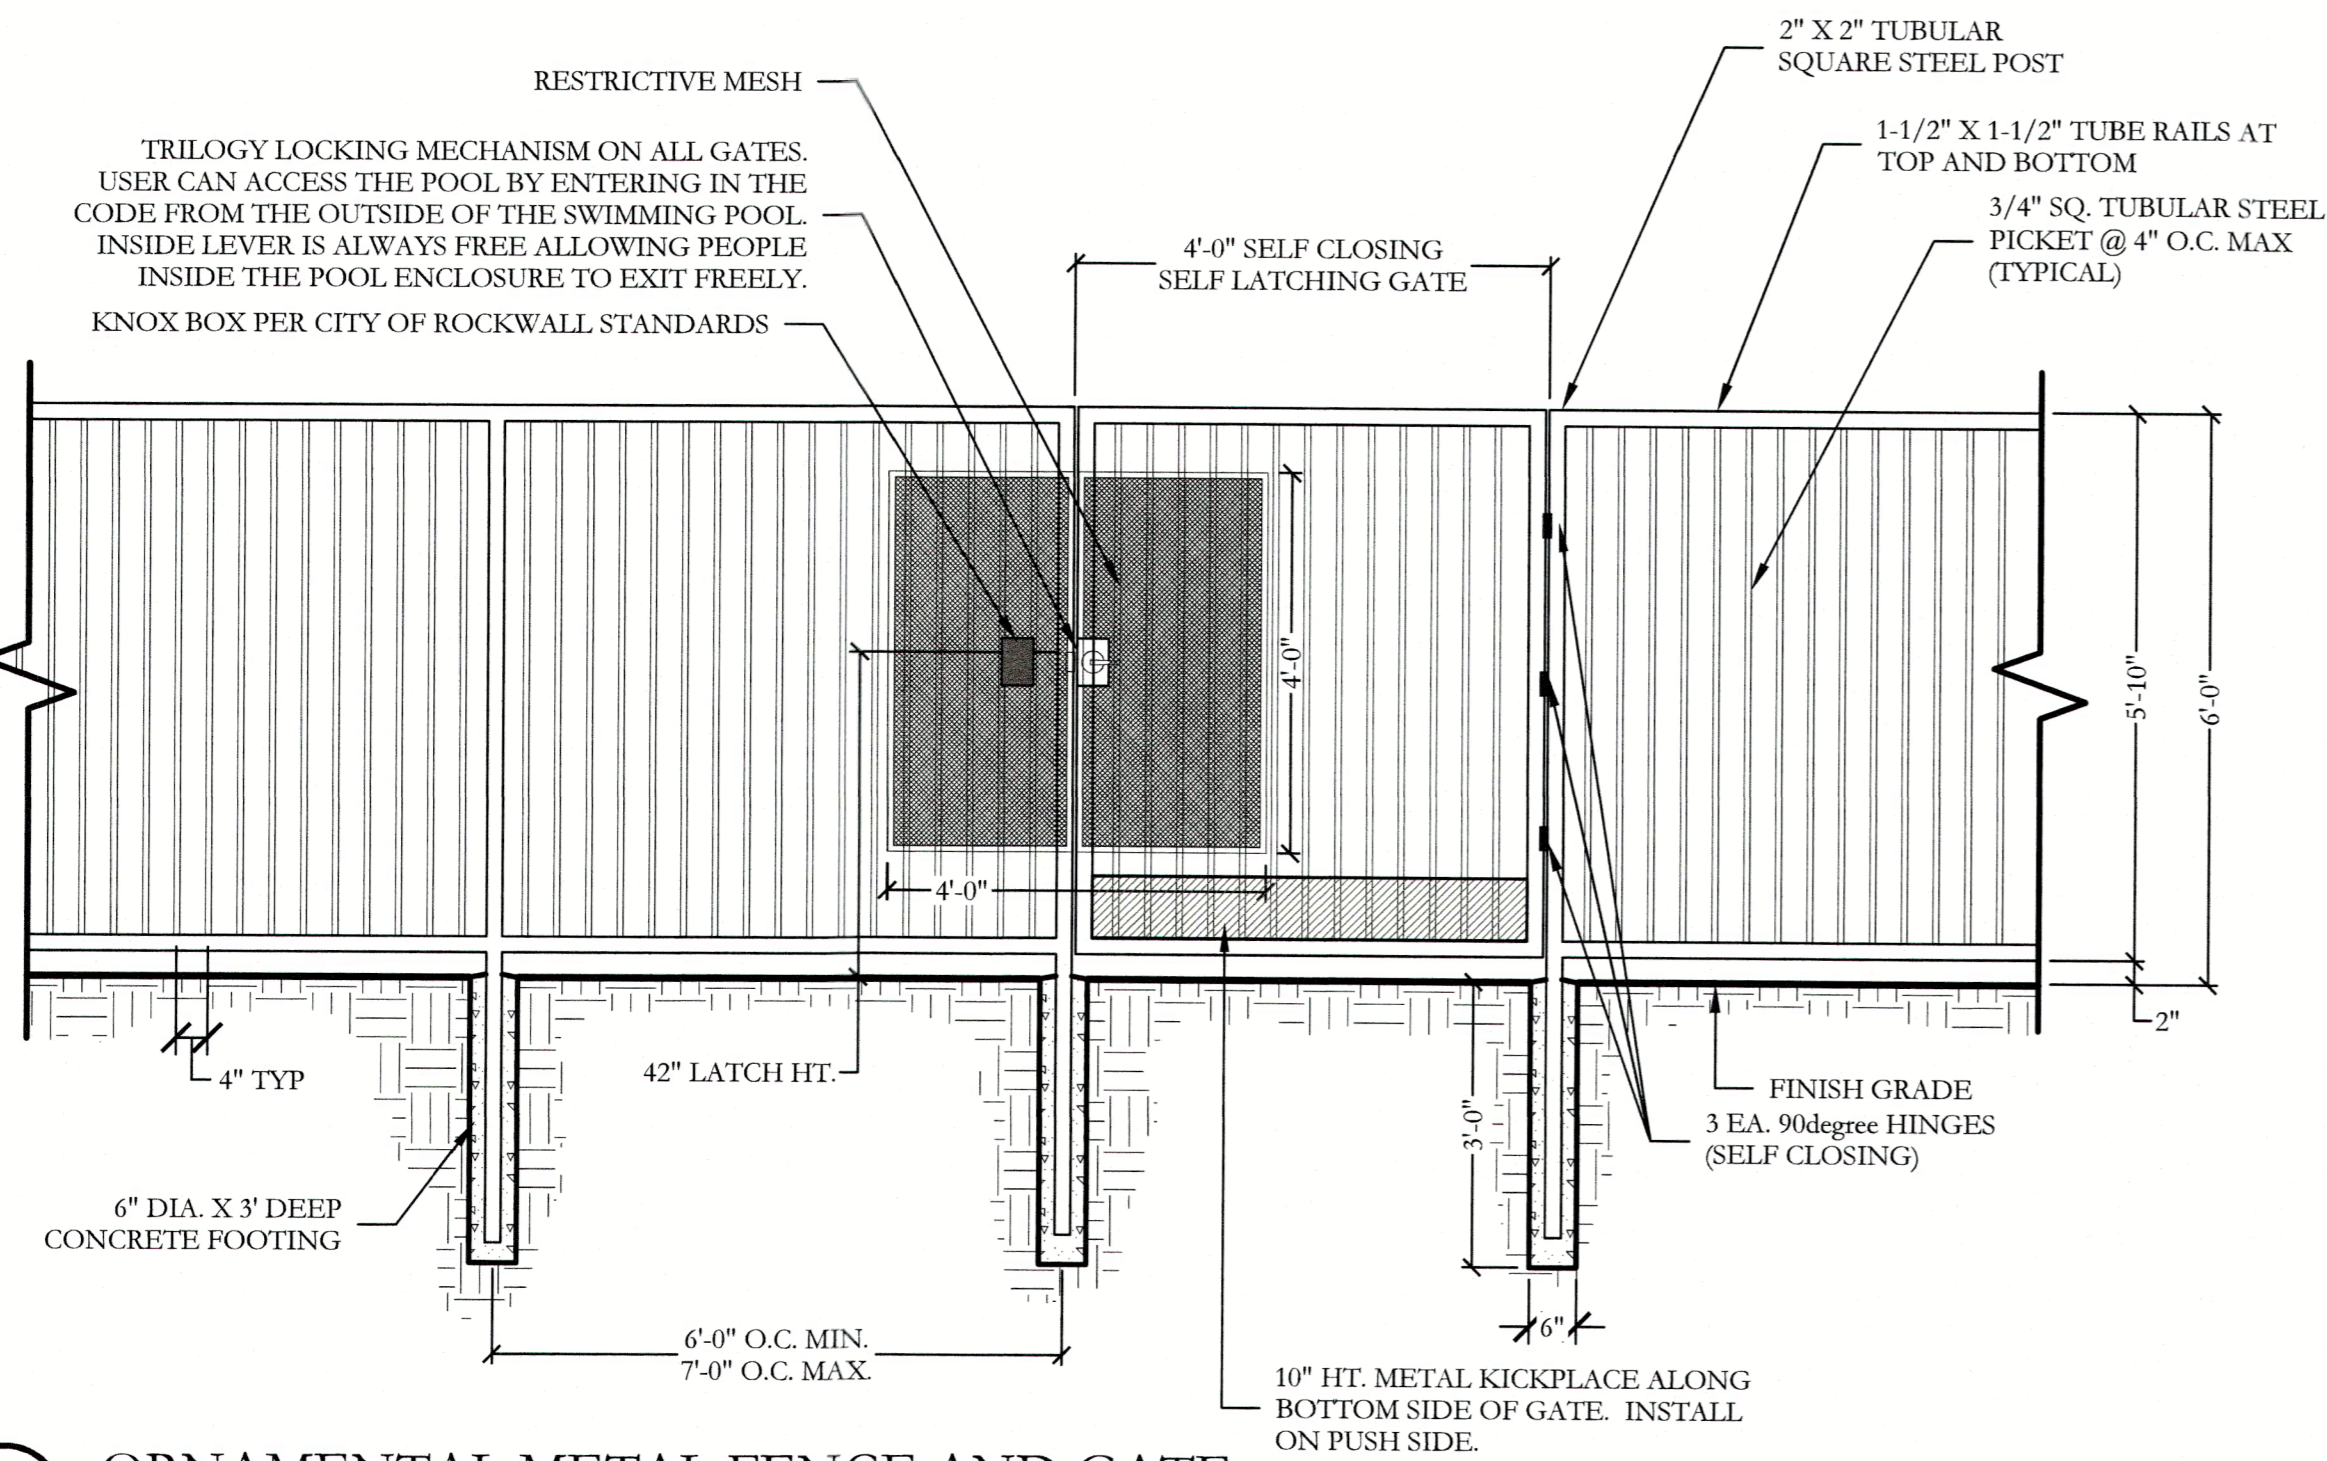 2" X 2" TUBULAR
SQUARE STEEL POST
RESTRICTIVE MESH
1-1/2" X 1-1/2" TUBE RAILS AT
TOP AND BOTTOM
TRILOGY LOCKING MECHANISM ON ALL GATES.
USER CAN ACCESS THE POOL BY ENTERING IN THE
CODE FROM THE OUTSIDE OF THE SWIMMING POOL.
INSIDE LEVER IS ALWAYS FREE ALLOWING PEOPLE
INSIDE THE POOL ENCLOSURE TO EXIT FREELY.
3/4" SQ. TUBULAR STEEL
PICKET @ 4" O.C. MAX
(TYPICAL)
4'-0" SELF CLOSING
SELF LATCHING GATE
KNOX BOX PER CITY OF ROCKWALL STANDARDS
4'-0"
5'-10"
6'-0"
4'-0"
2"
4" TYP
42" LATCH HT.
FINISH GRADE
3 EA. 90degree HINGES
(SELF CLOSING)
3'-0"
6" DIA. X 3' DEEP
CONCRETE FOOTING
6'-0" O.C. MIN.
7'-0" O.C. MAX.
6"
10" HT. METAL KICKPLACE ALONG
BOTTOM SIDE OF GATE. INSTALL
ON PUSH SIDE.
ORNAMENTAL METAL FENCE AND GATE